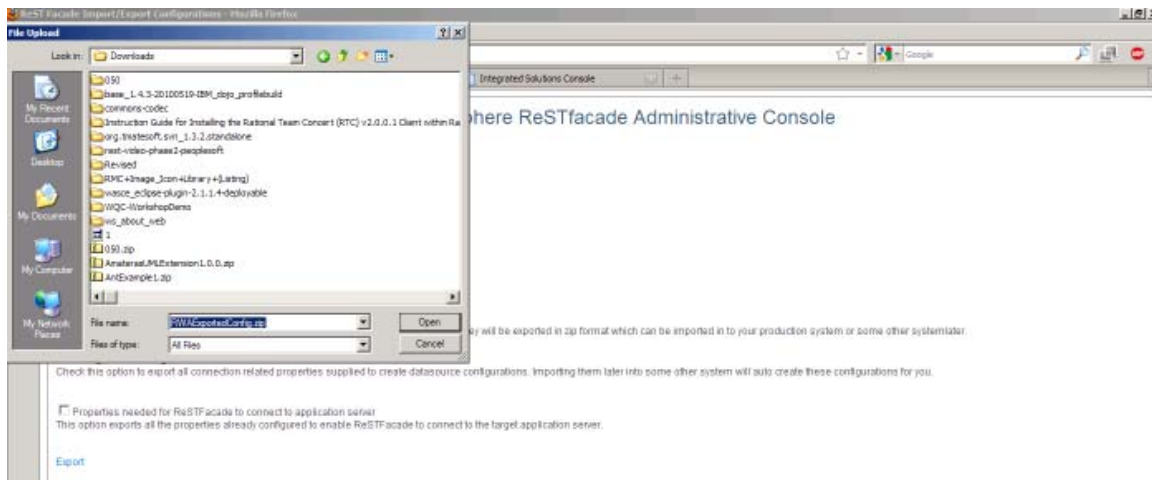 ReST Facade Import/Export Configurations - Mozilla Firefox
File Upload
Look in:
Downloads
Google
Integrated Solutions Console
My Recent Documents
Desktop
My Documents
My Computer
My Network Places
050
base_1.4.3-20100519-IBM_dojo_profilebuild
commons-codec
Instruction Guide for Installing the Rational Team Concert (RTC) v2.0.0.1 Client within Ra
org.tmatesoft.svn_1.3.2.standalone
rest-video-phase2-peoplesoft
Revised
RMC+Image_Icon+Library+(Listing)
wasce_eclipse-plugin-2.1.1.4-deployable
WQC-WorkshopDemo
ws_about_web
1
050.zip
AmaterasUMLExtension1.0.0.zip
AntExample1.zip
File name:
RWAExportedConfig.zip
Open
Files of type:
All Files
Cancel
here ReSTfacade Administrative Console
ey will be exported in zip format which can be imported in to your production system or some other systemlater.
Check this option to export all connection related properties supplied to create datasource configurations. Importing them later into some other system will auto create these configurations for you.
Properties needed for ReSTFacade to connect to application server
This option exports all the properties already configured to enable ReSTFacade to connect to the target application server.
Export